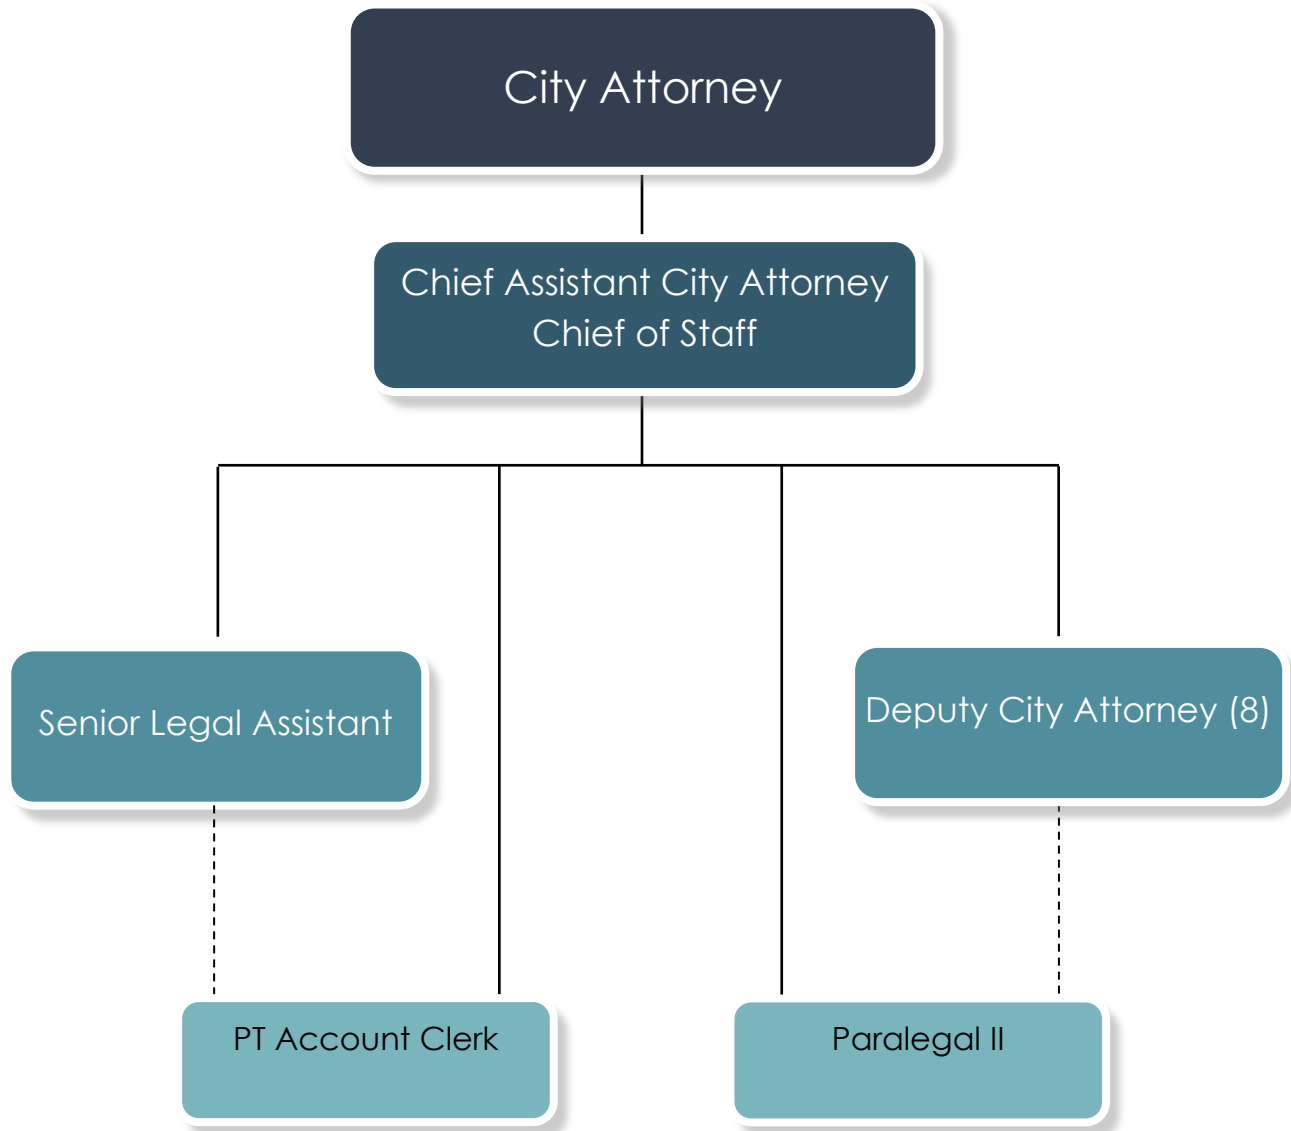 City Attorney
Chief Assistant City Attorney
Chief of Staff
Senior Legal Assistant
Deputy City Attorney (8)
PT Account Clerk
Paralegal II